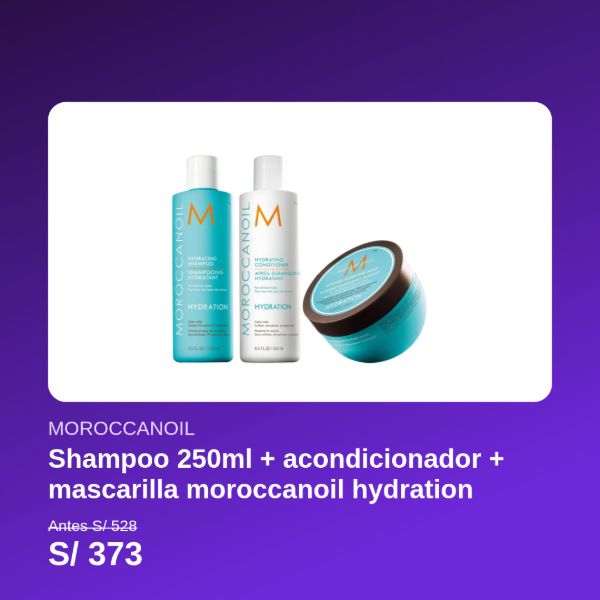 M
MOROCCANOIL
HYDRATING
SHAMPOO
SHAMPOOING
HYDRATANT
HYDRATION
M
MOROCCANOIL
HYDRATING
CONDITIONER
APRÈS-SHAMPOOING
HYDRATANT
HYDRATION
M
HYDRATION
MOROCCANOIL
Shampoo 250ml + acondicionador +
mascarilla moroccanoil hydration
Antes S/ 528
S/ 373